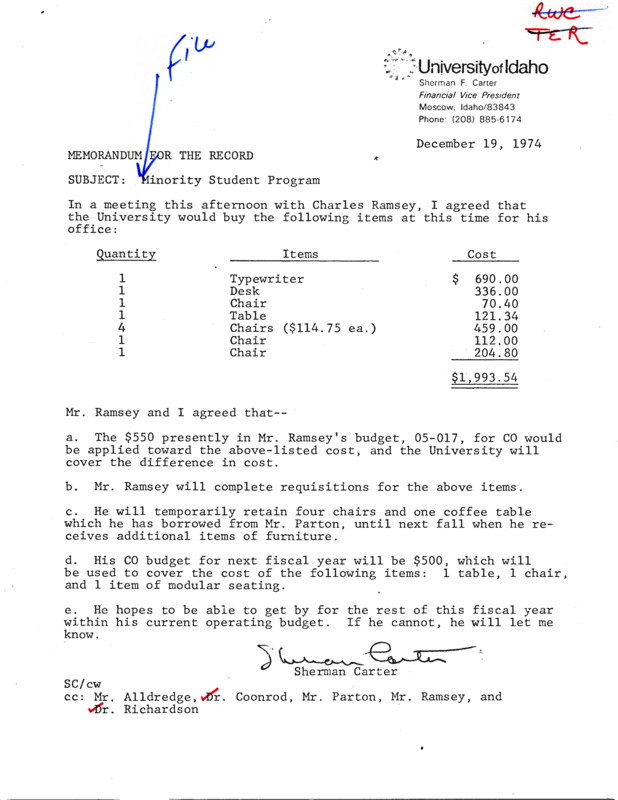 RWC
TER
File
University of Idaho
Sherman F. Carter
Financial Vice President
Moscow, Idaho/83843
Phone (208) 885-6174
December 19, 1974
MEMORANDUM FOR THE RECORD
SUBJECT: Minority Student Program
In a meeting this afternoon with Charles Ramsey, I agreed that
the University would buy the following items at this time for his
office:
Quantity Items Cost
1 Typewriter $ 690.00
1 Desk 336.00
1 Chair 70.40
1 Table 121.34
4 Chairs ($114.75 ea.) 459.00
1 Chair 112.00
1 Chair 204.80
$1,993.54
Mr. Ramsey and I agreed that--
a. The $550 presently in Mr. Ramsey's budget, 05-017, for CO would
be applied toward the above-listed cost, and the University will
cover the difference in cost.
b. Mr. Ramsey will complete requisitions for the above items.
c. He will temporarily retain four chairs and one coffee table
which he has borrowed from Mr. Parton, until next fall when he re-
ceives additional items of furniture.
d. His CO budget for next fiscal year will be $500, which will
be used to cover the cost of the following items: 1 table, 1 chair,
and 1 item of modular seating.
e. He hopes to be able to get by for the rest of this fiscal year
within his current operating budget. If he cannot, he will let me
know.
Sherman Carter
Sherman Carter
SC/cw
cc: Mr. Alldredge, Dr. Coonrod, Mr. Parton, Mr. Ramsey, and
Dr. Richardson